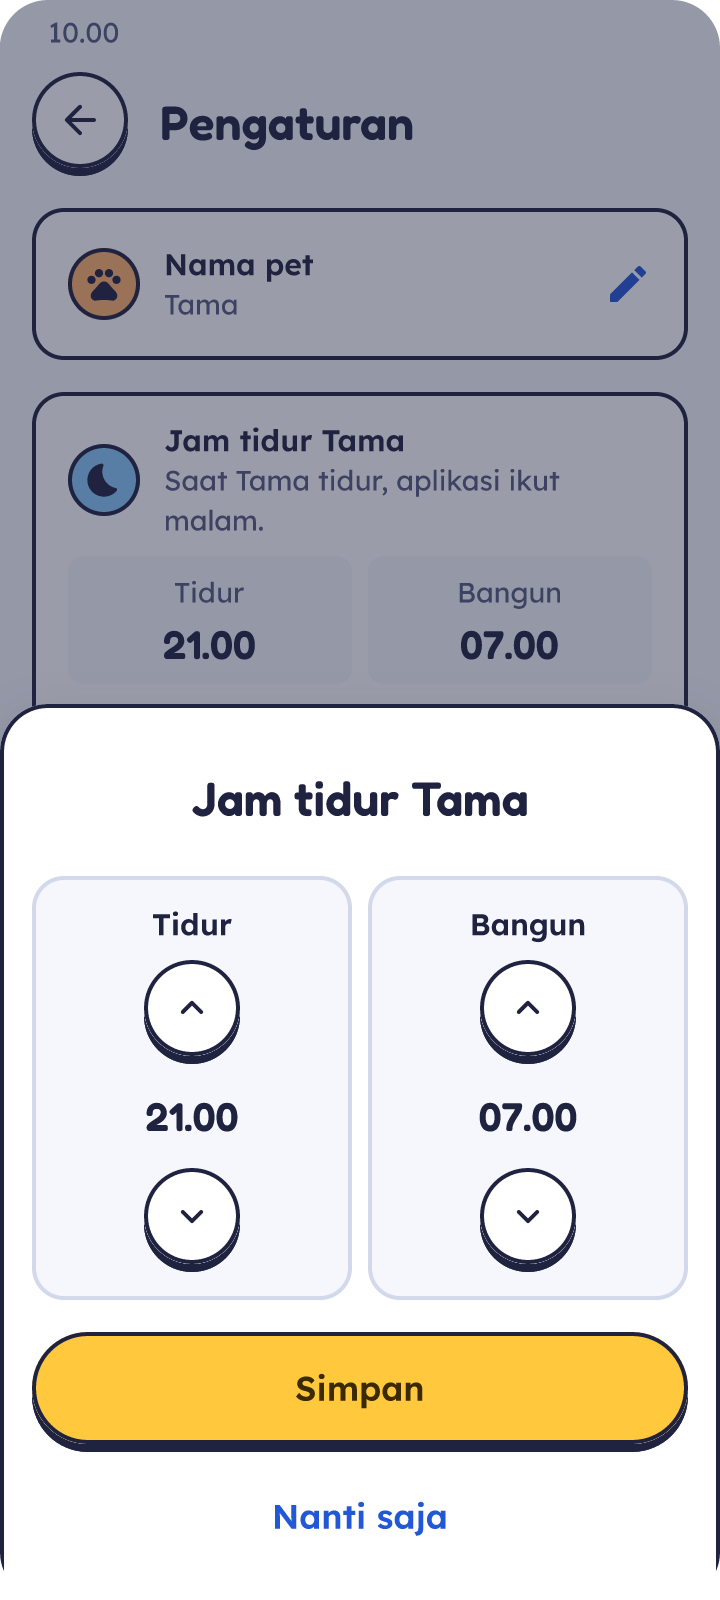 10.00
Pengaturan
Nama pet
Tama
Jam tidur Tama
Saat Tama tidur, aplikasi ikut
malam.
Tidur
Bangun
21.00
07.00
Jam tidur Tama
Tidur
Bangun
21.00
07.00
Simpan
Nanti saja